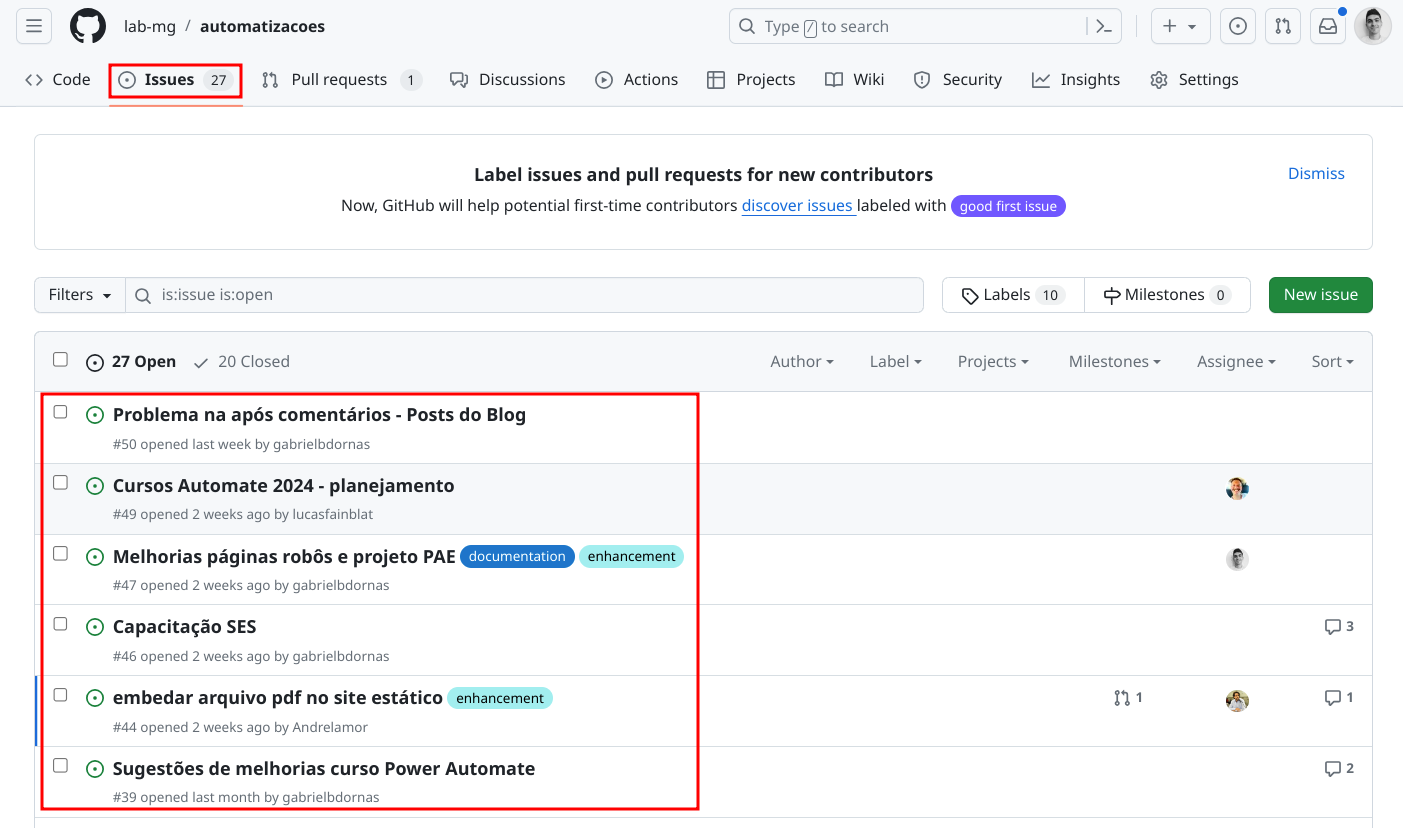 lab-mg / automatizacoes
Type / to search
Code
Issues 27
Pull requests 1
Discussions
Actions
Projects
Wiki
Security
Insights
Settings
Label issues and pull requests for new contributors
Dismiss
Now, GitHub will help potential first-time contributors discover issues labeled with good first issue
Filters
is:issue is:open
Labels 10
Milestones 0
New issue
27 Open
20 Closed
Author
Label
Projects
Milestones
Assignee
Sort
Problema na após comentários - Posts do Blog
#50 opened last week by gabrielbdornas
Cursos Automate 2024 - planejamento
#49 opened 2 weeks ago by lucasfainblat
Melhorias páginas robôs e projeto PAE documentation enhancement
#47 opened 2 weeks ago by gabrielbdornas
Capacitação SES
3
#46 opened 2 weeks ago by gabrielbdornas
embedar arquivo pdf no site estático enhancement
1
1
#44 opened 2 weeks ago by Andrelamor
Sugestões de melhorias curso Power Automate
2
#39 opened last month by gabrielbdornas